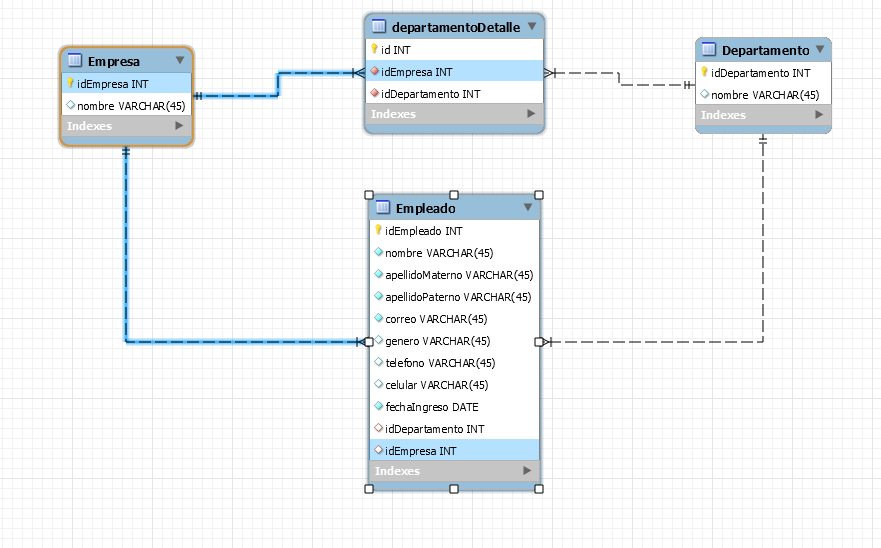 Empresa
idEmpresa INT
nombre VARCHAR(45)
Indexes
departamentoDetalle
id INT
idEmpresa INT
idDepartamento INT
Indexes
Departamento
idDepartamento INT
nombre VARCHAR(45)
Indexes
Empleado
idEmpleado INT
nombre VARCHAR(45)
apellidoMaterno VARCHAR(45)
apellidoPaterno VARCHAR(45)
correo VARCHAR(45)
genero VARCHAR(45)
telefono VARCHAR(45)
celular VARCHAR(45)
fechaIngreso DATE
idDepartamento INT
idEmpresa INT
Indexes